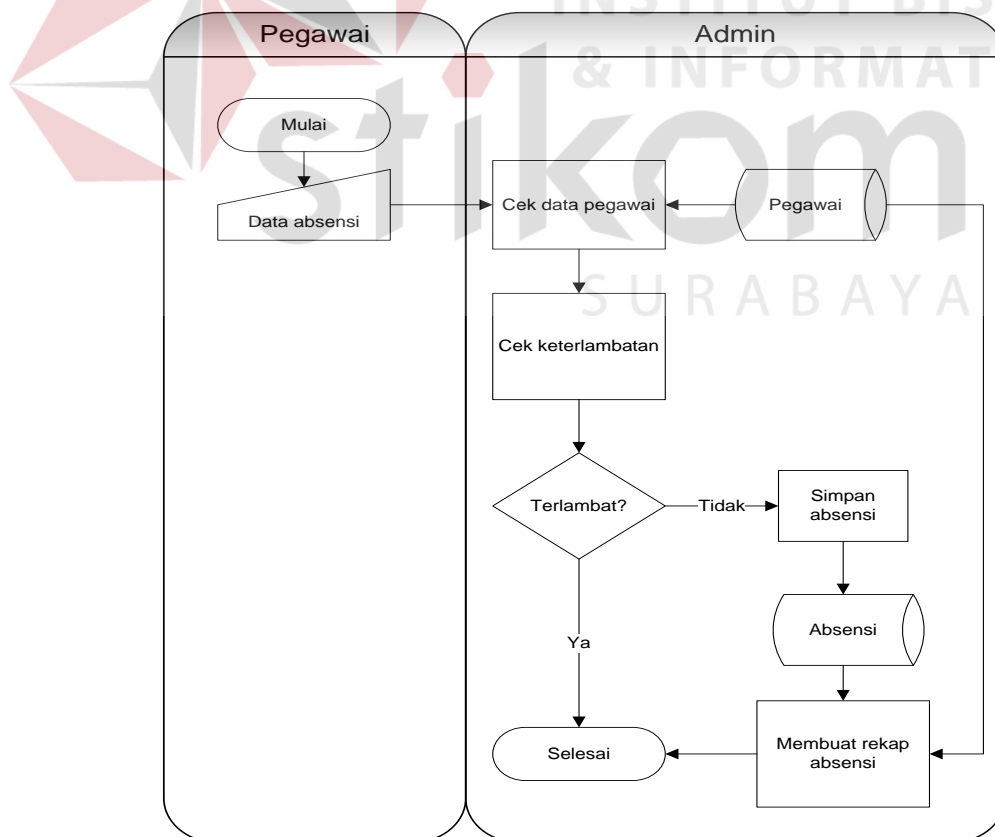 INSTITUT BIS
& INFORMAT
stikom
SURABAYA
Pegawai
Admin
Mulai
Data absensi
Cek data pegawai
Pegawai
Cek keterlambatan
Terlambat?
Tidak
Simpan
absensi
Ya
Absensi
Selesai
Membuat rekap
absensi